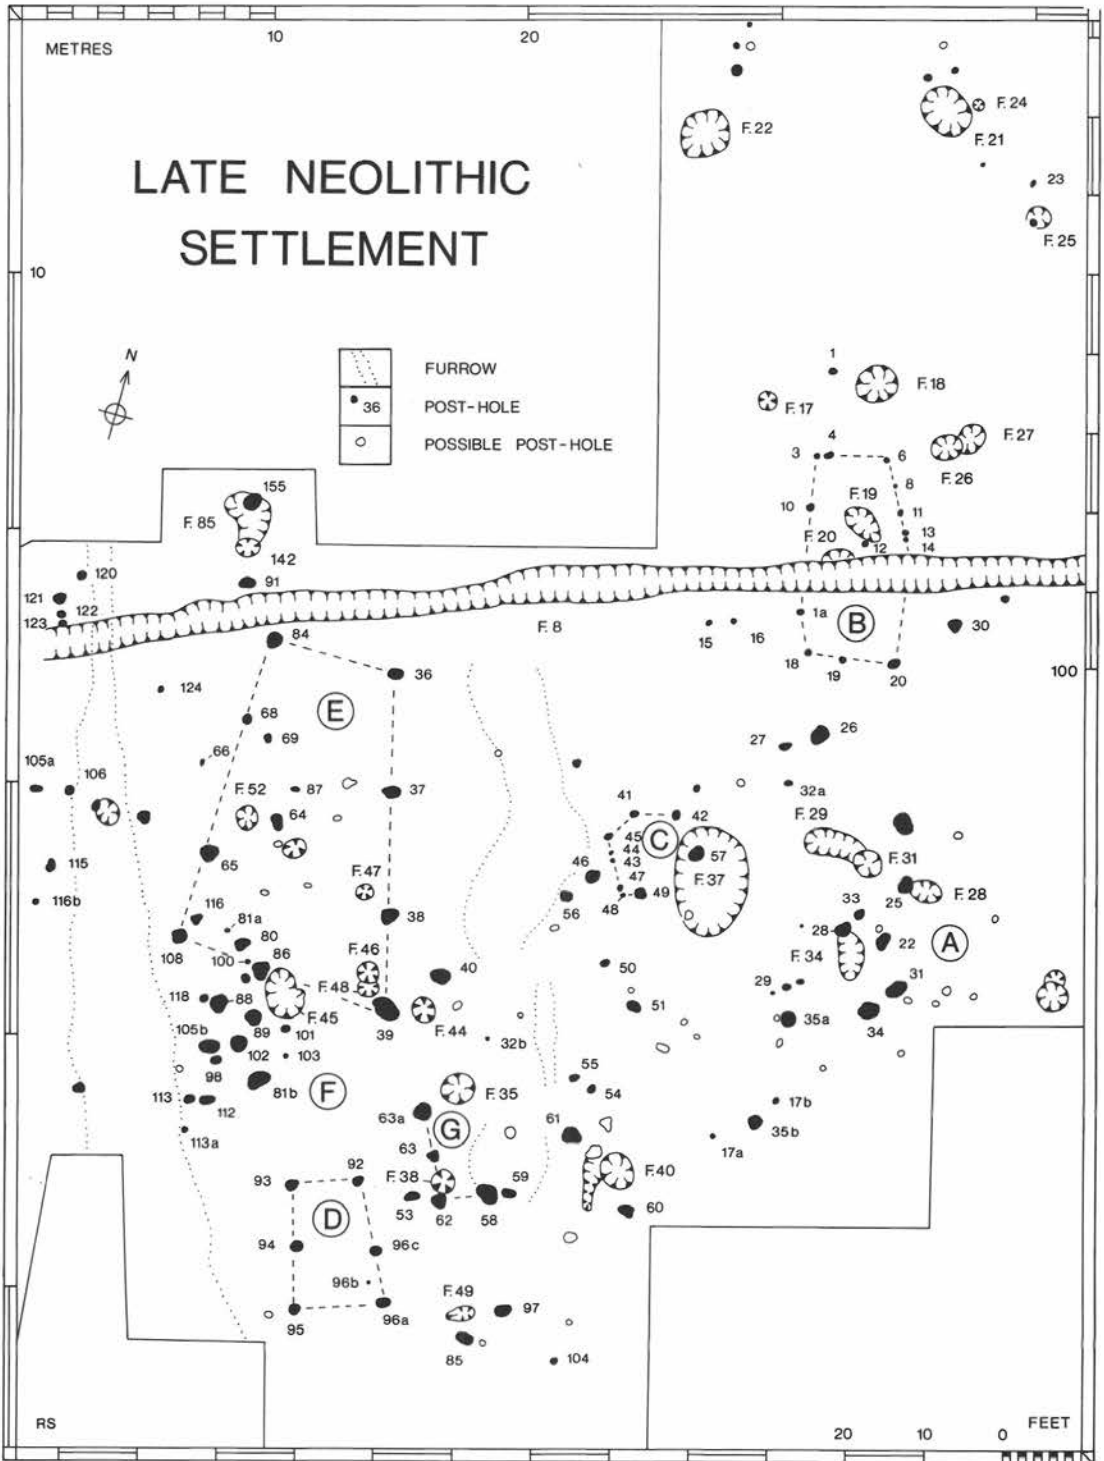 METRES
10
20
LATE NEOLITHIC
SETTLEMENT
F.22
F.24
F.21
23
F.25
10
N
FURROW
36
POST-HOLE
POSSIBLE POST-HOLE
1
F.18
F.17
4
3
6
F.27
F.26
8
F.19
10
11
13
F.20
12
14
155
F.85
142
120
91
121
122
123
84
F.8
15
16
1a
B
30
18
19
20
100
36
124
E
68
69
66
26
27
105a
106
F.52
87
37
32a
64
41
42
F.29
45
C
44
43
57
F.31
65
115
46
47
F.37
F.47
49
48
25
F.28
116b
116
81a
38
56
33
28
22
A
108
80
100
86
F.46
40
50
F.34
F.48
31
118
88
F.45
29
51
39
F.44
35a
34
105b
89
101
32b
102
103
98
55
81b
F
F.35
54
113
112
63a
G
17b
61
35b
113a
63
17a
92
93
F.38
59
F.40
D
53
62
58
60
94
96c
96b
F.49
97
95
96a
85
104
RS
20
10
0
FEET